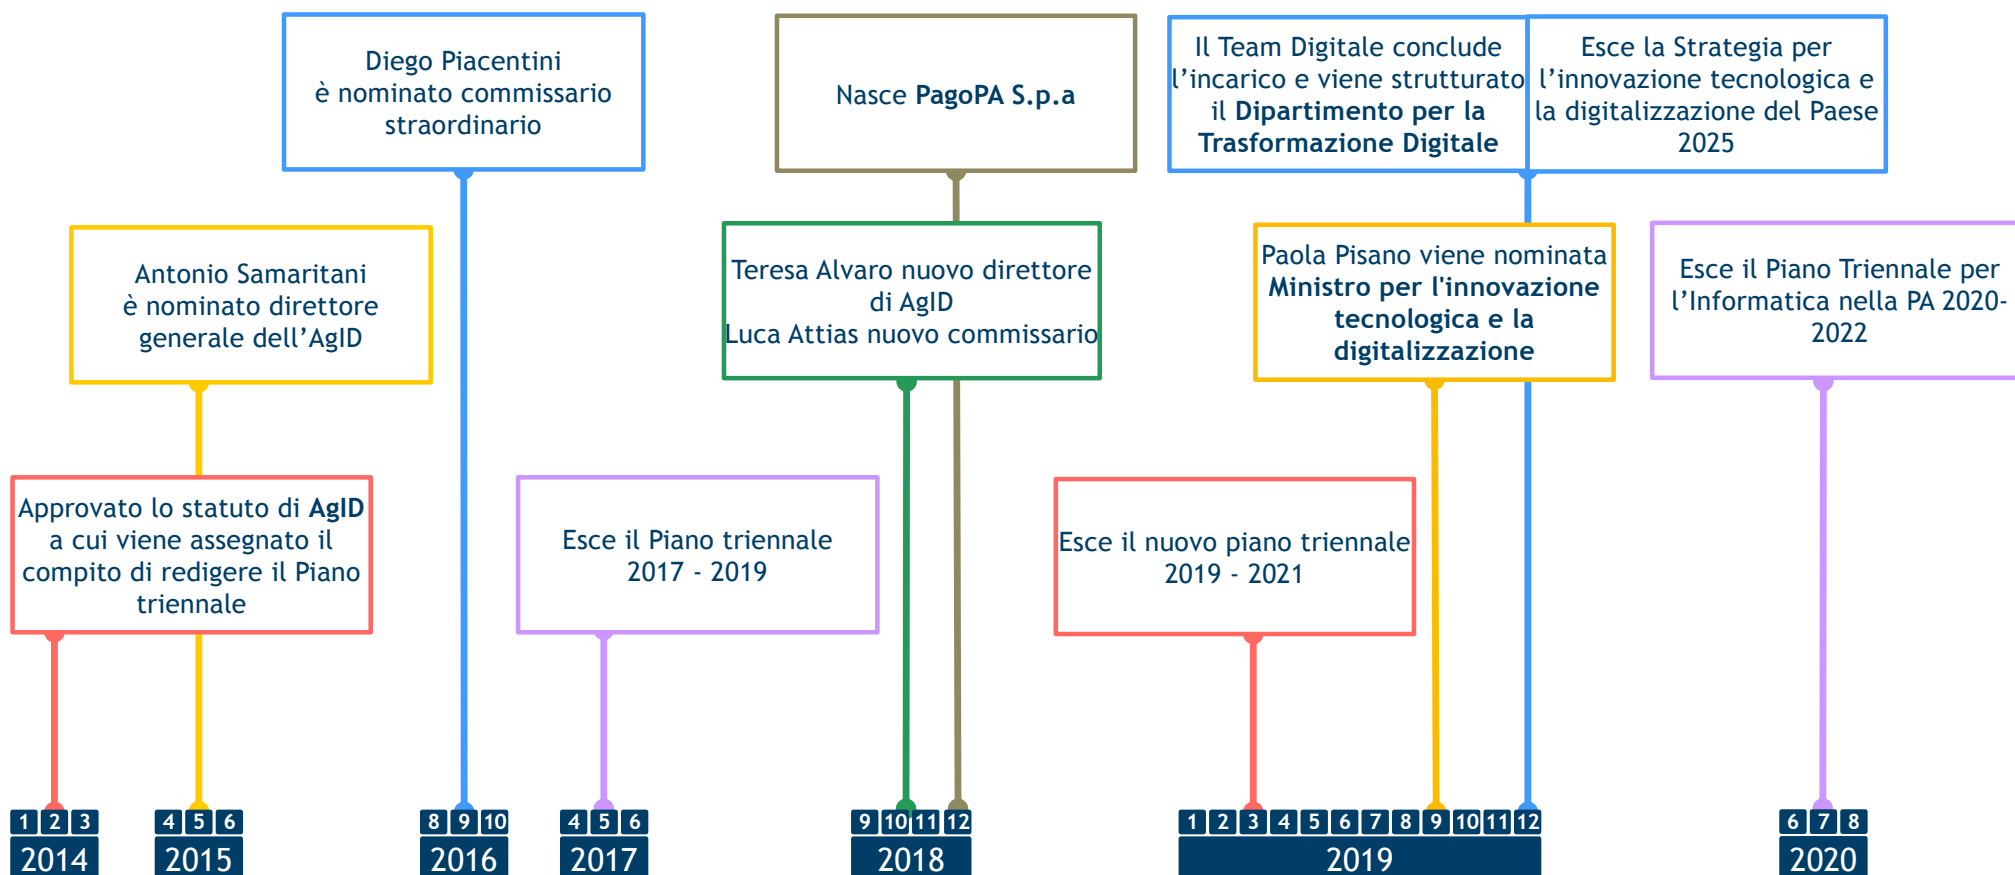 Diego Piacentini
è nominato commissario
straordinario
Nasce PagoPA S.p.a
Il Team Digitale conclude
l’incarico e viene strutturato
il Dipartimento per la
Trasformazione Digitale
Esce la Strategia per
l’innovazione tecnologica e
la digitalizzazione del Paese
2025
Antonio Samaritani
è nominato direttore
generale dell’AgID
Teresa Alvaro nuovo direttore
di AgID
Luca Attias nuovo commissario
Paola Pisano viene nominata
Ministro per l'innovazione
tecnologica e la
digitalizzazione
Esce il Piano Triennale per
l’Informatica nella PA 2020-
2022
Approvato lo statuto di AgID
a cui viene assegnato il
compito di redigere il Piano
triennale
Esce il Piano triennale
2017 - 2019
Esce il nuovo piano triennale
2019 - 2021
1 2 3
2014
4 5 6
2015
8 9 10
2016
4 5 6
2017
9 10 11 12
2018
1 2 3 4 5 6 7 8 9 10 11 12
2019
6 7 8
2020